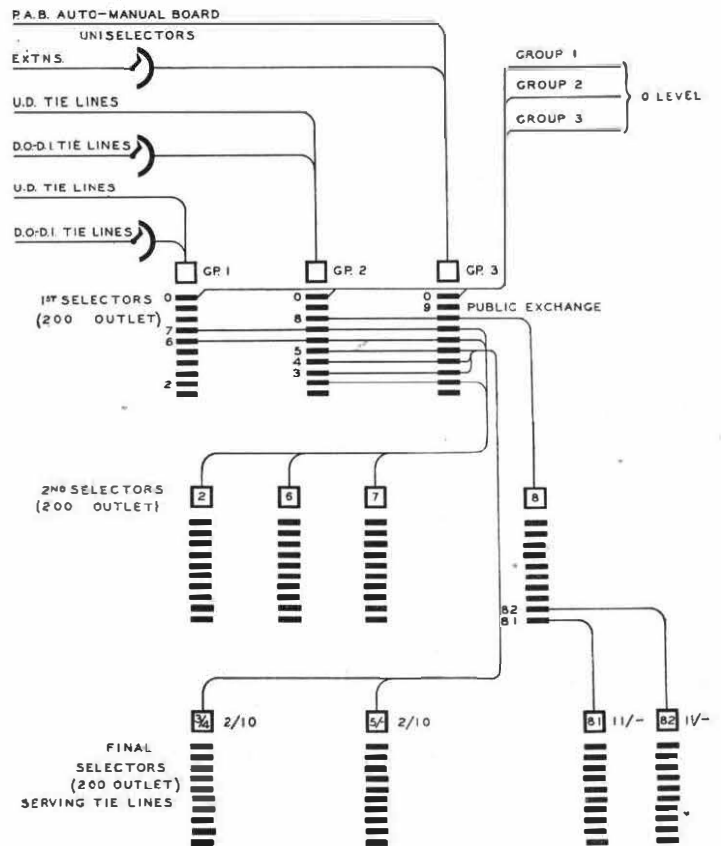 P.A.B. AUTO-MANUAL BOARD
UNISELECTORS
EXTNS.
GROUP 1
GROUP 2
GROUP 3
O LEVEL
U.D. TIE LINES
D.O-D.I. TIE LINES
U.D. TIE LINES
D.O-D.I. TIE LINES
GP. 1
GP. 2
GP. 3
1ST SELECTORS
(200 OUTLET)
0
7
6
2
0
8
5
4
3
0
9
PUBLIC EXCHANGE
2ND SELECTORS
(200 OUTLET)
2
6
7
8
82
81
3/4
2/10
5/-
2/10
81
11/-
82
11/-
FINAL
SELECTORS
(200 OUTLET)
SERVING TIE LINES